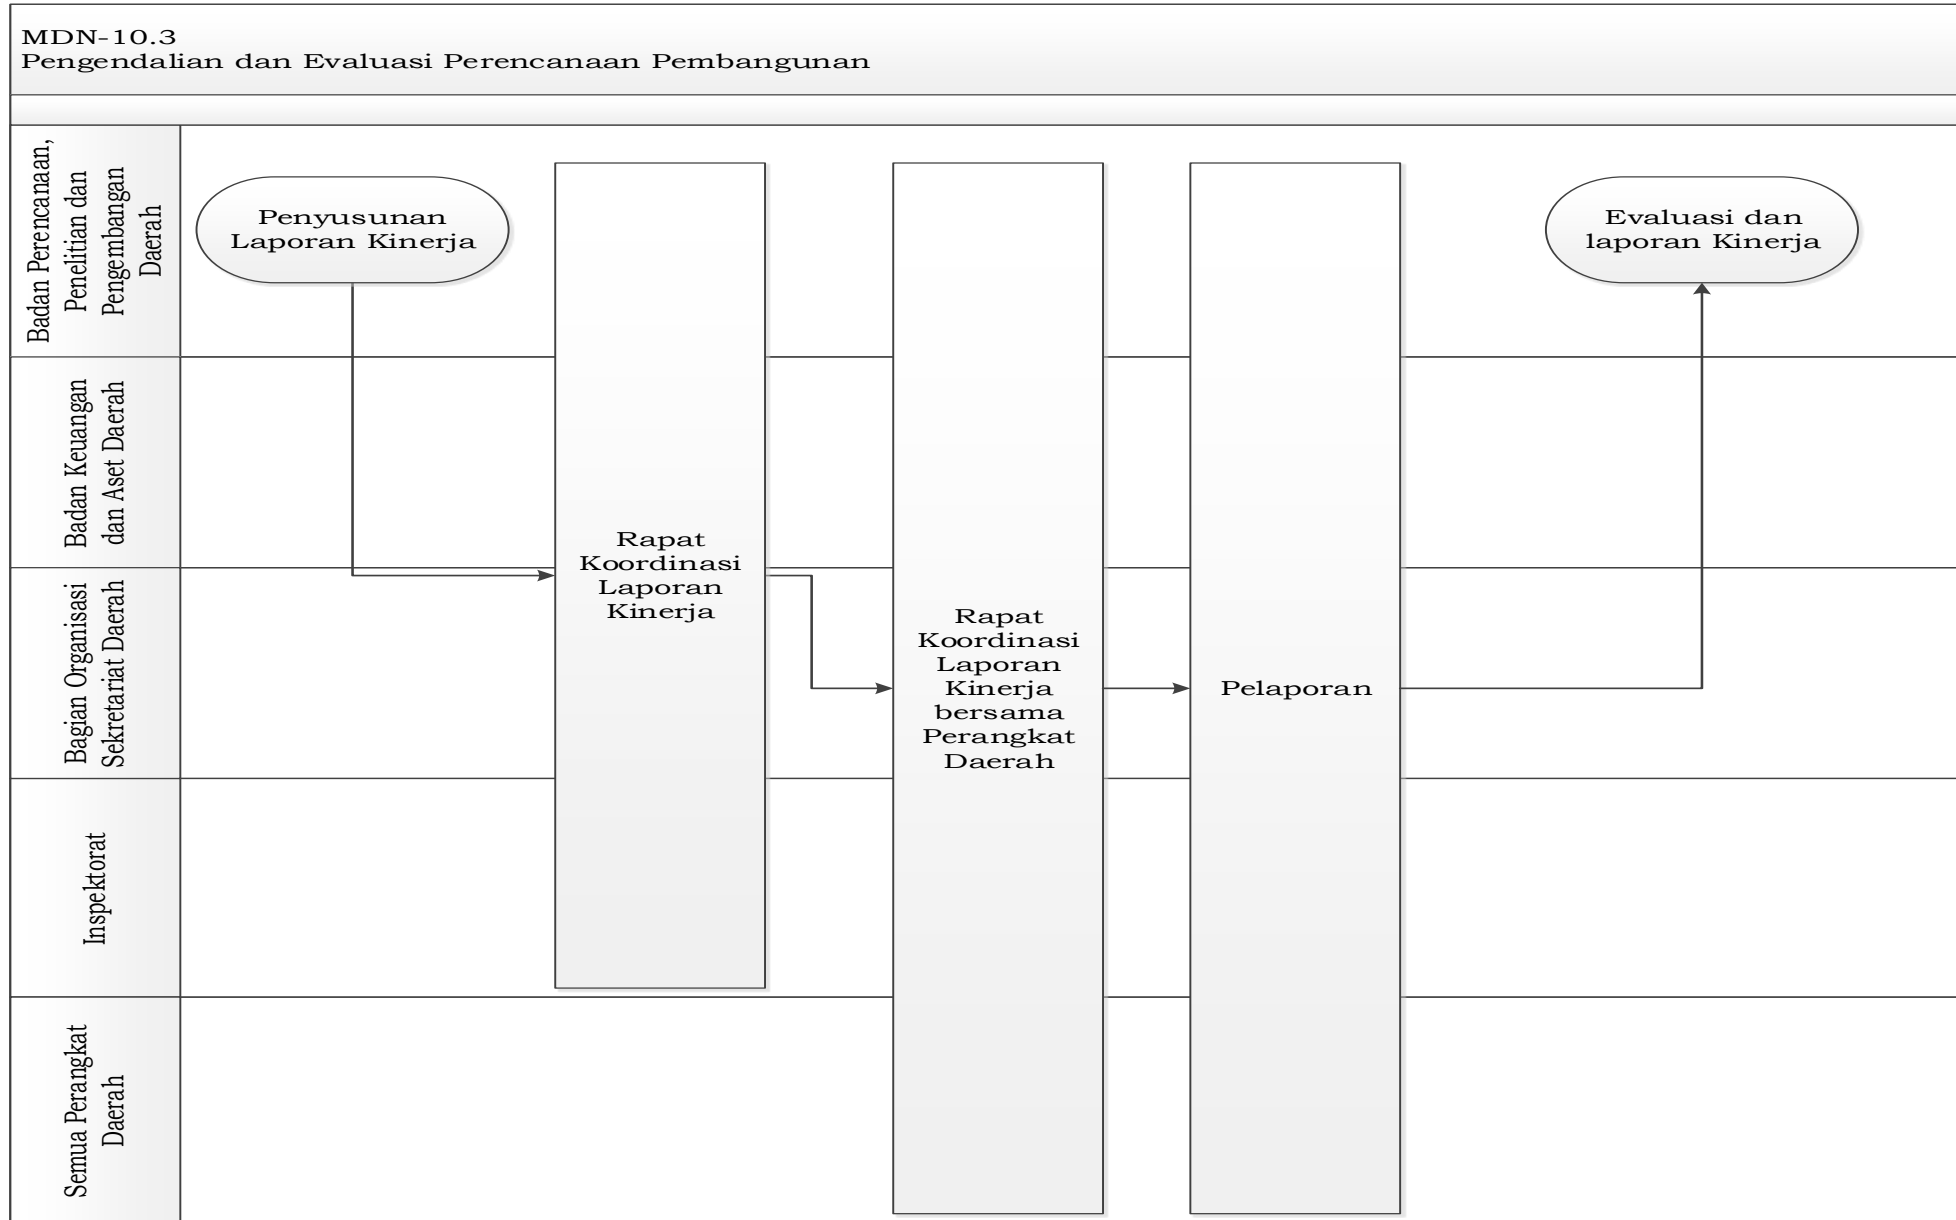 MDN-10.3
Pengendalian dan Evaluasi Perencanaan Pembangunan
Badan Perencanaan,
Penelitian dan
Pengembangan
Daerah
Penyusunan
Laporan Kinerja
Evaluasi dan
laporan Kinerja
Badan Keuangan
dan Aset Daerah
Rapat
Koordinasi
Laporan
Kinerja
Bagian Organisasi
Sekretariat Daerah
Rapat
Koordinasi
Laporan
Kinerja
bersama
Perangkat
Daerah
Pelaporan
Inspektorat
Semua Perangkat
Daerah